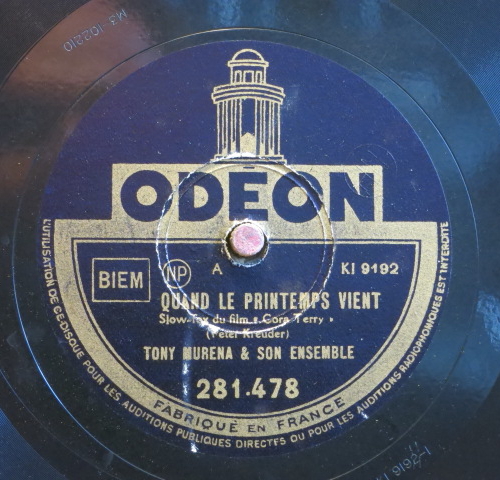 M3 102210
ODEON
BIEM NP A KI 9192
QUAND LE PRINTEMPS VIENT
Slow-fox du film « Cora Terry »
(Peter Kreuder)
TONY MURENA & SON ENSEMBLE
281.478
FABRIQUÉ EN FRANCE
L'UTILISATION DE CE DISQUE POUR LES AUDITIONS PUBLIQUES DIRECTES OU POUR LES AUDITIONS RADIOPHONIQUES EST INTERDITE